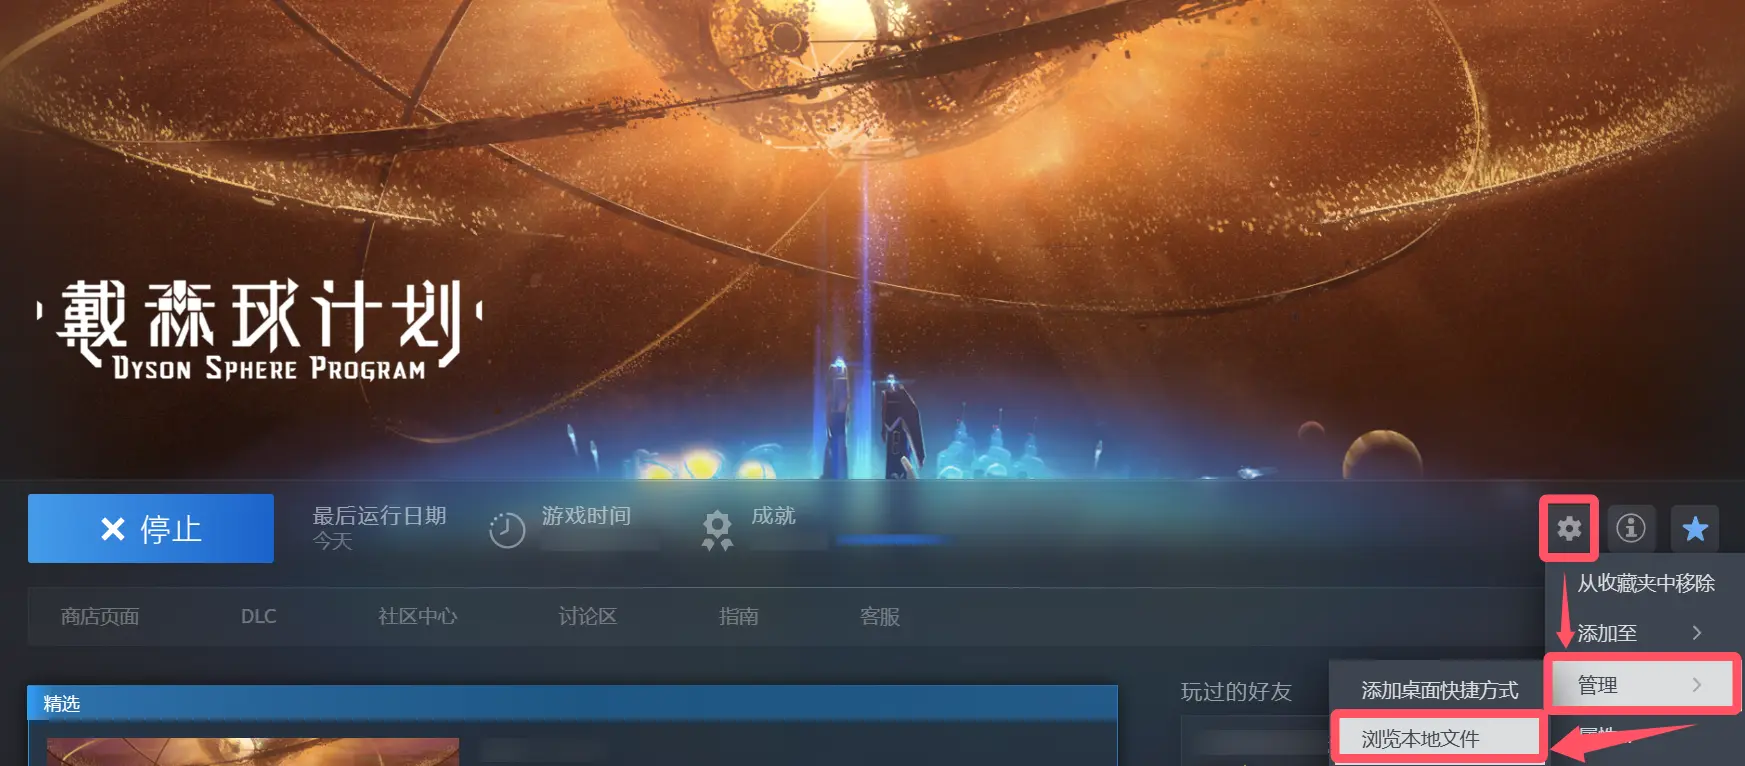 戴森球计划
DYSON SPHERE PROGRAM
停止
最后运行日期
今天
游戏时间
成就
从收藏夹中移除
商店页面
DLC
社区中心
讨论区
指南
客服
添加至
管理
精选
玩过的好友
添加桌面快捷方式
浏览本地文件